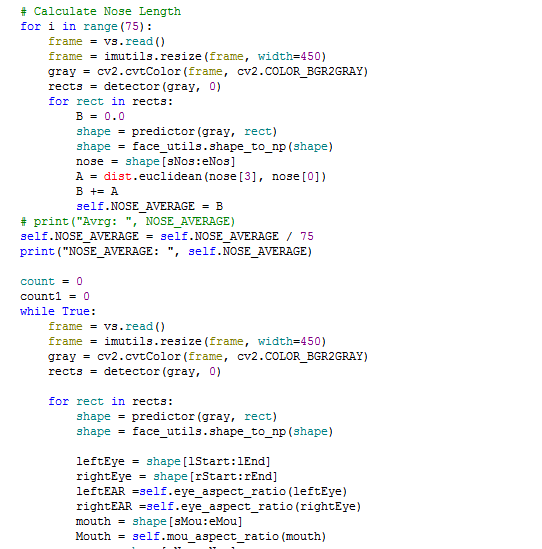 # Calculate Nose Length
for i in range(75):
    frame = vs.read()
    frame = imutils.resize(frame, width=450)
    gray = cv2.cvtColor(frame, cv2.COLOR_BGR2GRAY)
    rects = detector(gray, 0)
    for rect in rects:
        B = 0.0
        shape = predictor(gray, rect)
        shape = face_utils.shape_to_np(shape)
        nose = shape[sNos:eNos]
        A = dist.euclidean(nose[3], nose[0])
        B += A
        self.NOSE_AVERAGE = B
# print("Avrg: ", NOSE_AVERAGE)
self.NOSE_AVERAGE = self.NOSE_AVERAGE / 75
print("NOSE_AVERAGE: ", self.NOSE_AVERAGE)

count = 0
count1 = 0
while True:
    frame = vs.read()
    frame = imutils.resize(frame, width=450)
    gray = cv2.cvtColor(frame, cv2.COLOR_BGR2GRAY)
    rects = detector(gray, 0)

    for rect in rects:
        shape = predictor(gray, rect)
        shape = face_utils.shape_to_np(shape)

        leftEye = shape[lStart:lEnd]
        rightEye = shape[rStart:rEnd]
        leftEAR =self.eye_aspect_ratio(leftEye)
        rightEAR =self.eye_aspect_ratio(rightEye)
        mouth = shape[sMou:eMou]
        Mouth = self.mou_aspect_ratio(mouth)